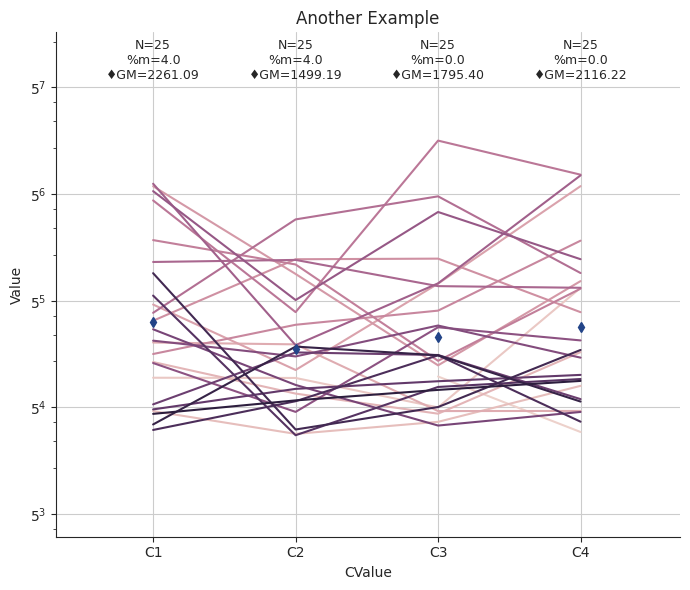 Another Example
N=25 N=25 N=25 N=25
%m=4.0 %m=4.0 %m=0.0 %m=0.0
♦GM=2261.09 ♦GM=1499.19 ♦GM=1795.40 ♦GM=2116.22
5⁷
5⁶
5⁵
5⁴
5³
Value
C1 C2 C3 C4
CValue